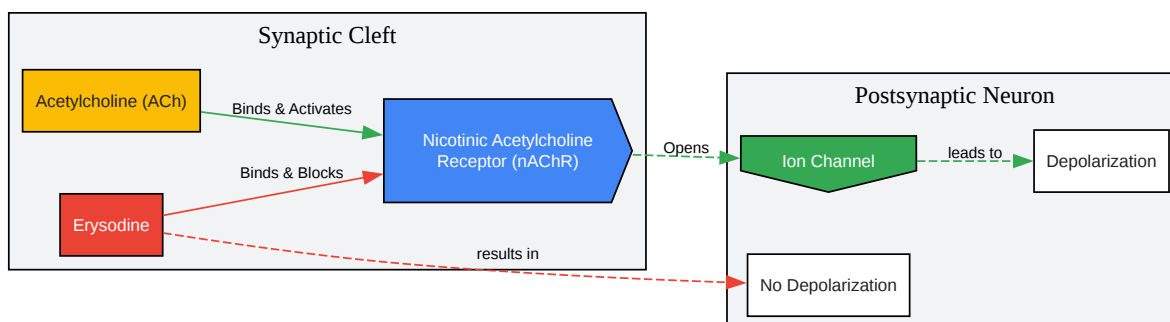 Synaptic Cleft
Acetylcholine (ACh)
Binds & Activates
Nicotinic Acetylcholine
Receptor (nAChR)
Binds & Blocks
Erysodine
results in
Opens
Postsynaptic Neuron
Ion Channel
leads to
Depolarization
No Depolarization